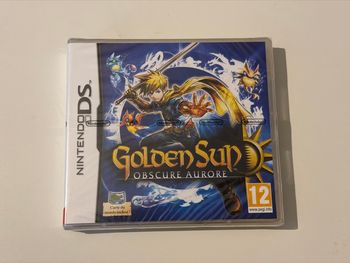 NINTENDO DS
Golden Sun
OBSCURE AURORE
12
www.pegi.info